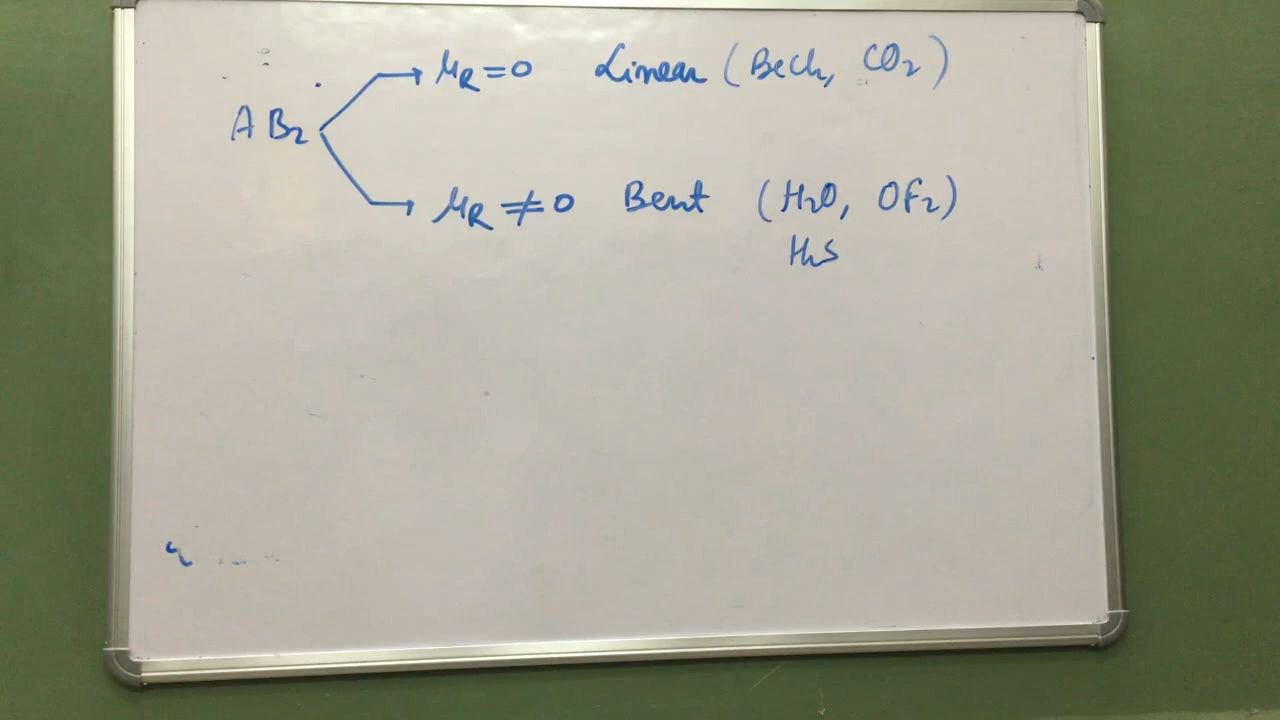 μR = 0 Linear (BeCl2, CO2)
AB2
μR ≠ 0 Bent (H2O, OF2)
H2S